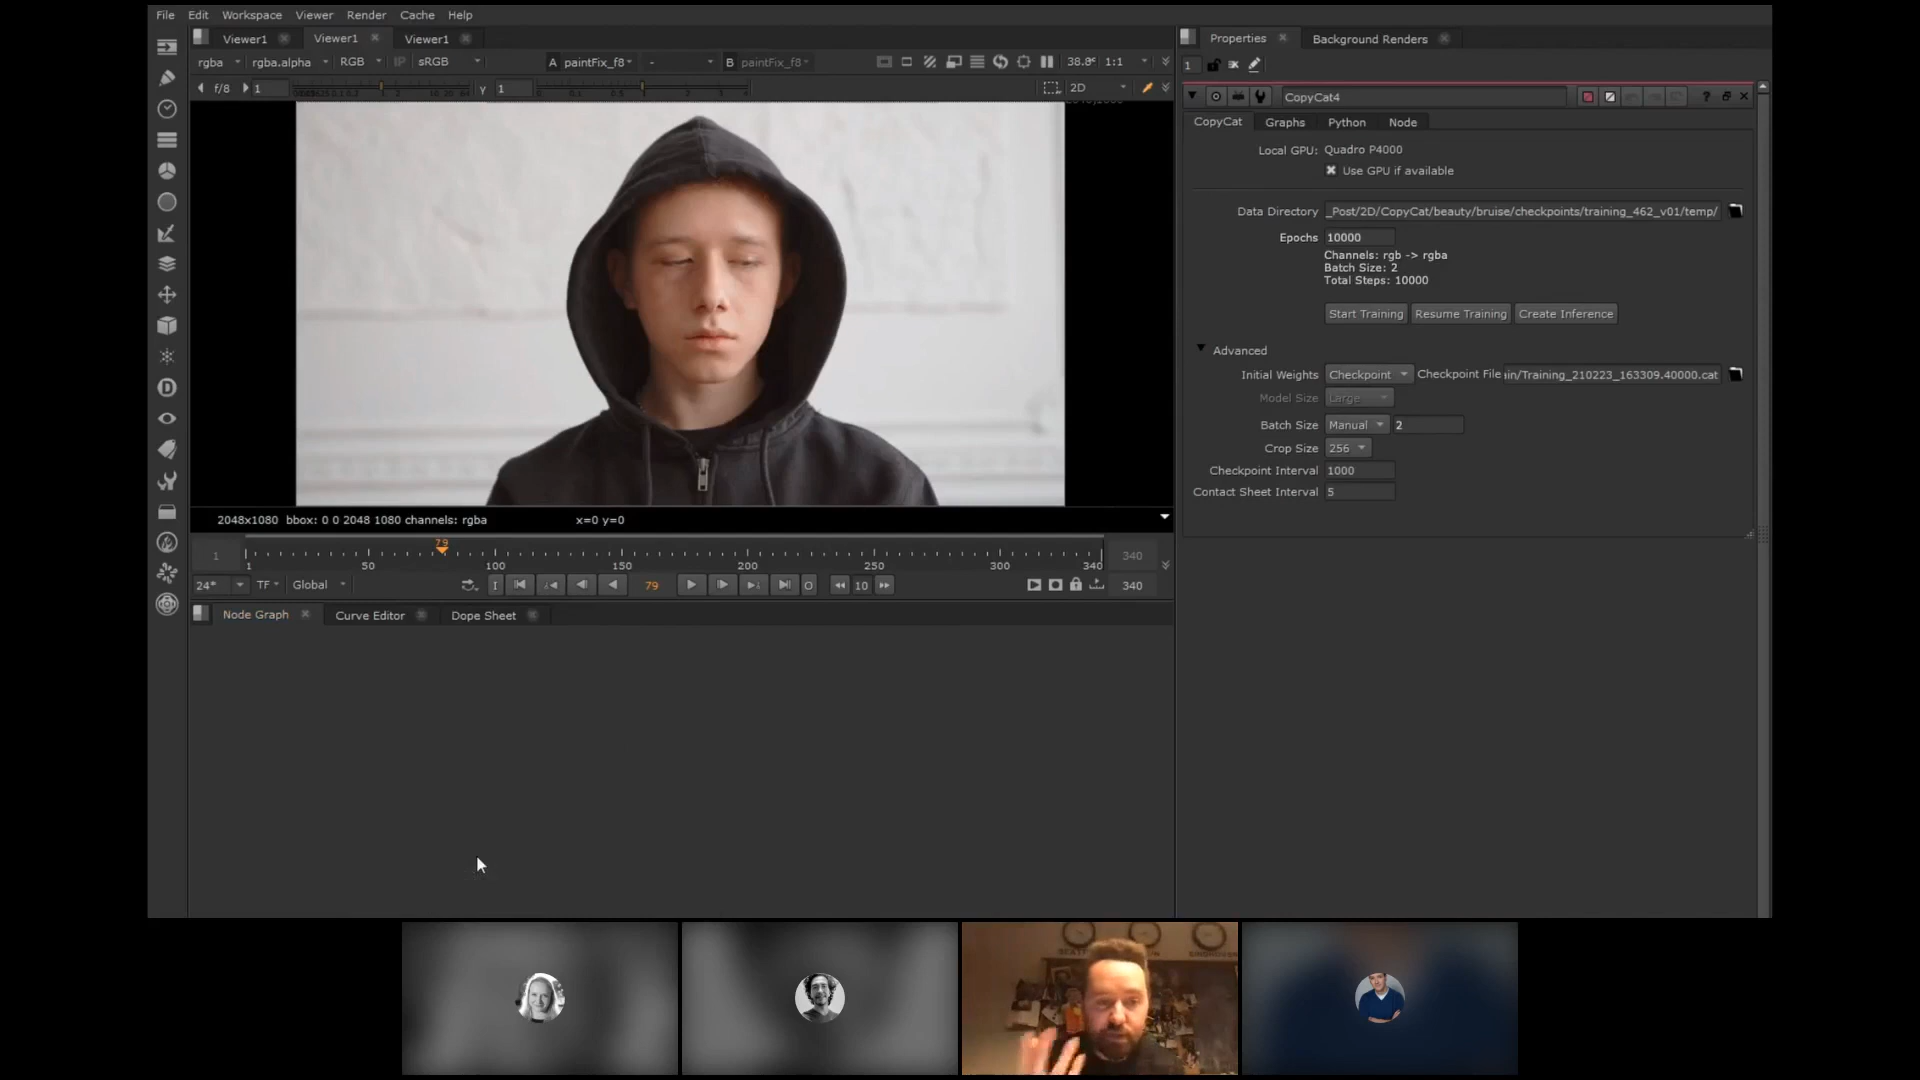 File Edit Workspace Viewer Render Cache Help
Viewer1 Viewer1 Viewer1
rgba rgba.alpha RGB IP sRGB A paintFix_f8 - B paintFix_f8 1:1
f/8 1 Y 1 2D
2048x1080 bbox: 0 0 2048 1080 channels: rgba x=0 y=0
79
1 340
1 50 100 150 200 250 300 340
24* TF Global I 79 O 10 340
Node Graph Curve Editor Dope Sheet
Properties Background Renders
1
CopyCat4 ?
CopyCat Graphs Python Node
Local GPU: Quadro P4000
Use GPU if available
Data Directory _Post/2D/CopyCat/beauty/bruise/checkpoints/training_462_v01/temp/
Epochs 10000
Channels: rgb -> rgba
Batch Size: 2
Total Steps: 10000
Start Training Resume Training Create Inference
Advanced
Initial Weights Checkpoint Checkpoint File in/Training_210223_163309.40000.cat
Model Size Large
Batch Size Manual 2
Crop Size 256
Checkpoint Interval 1000
Contact Sheet Interval 5